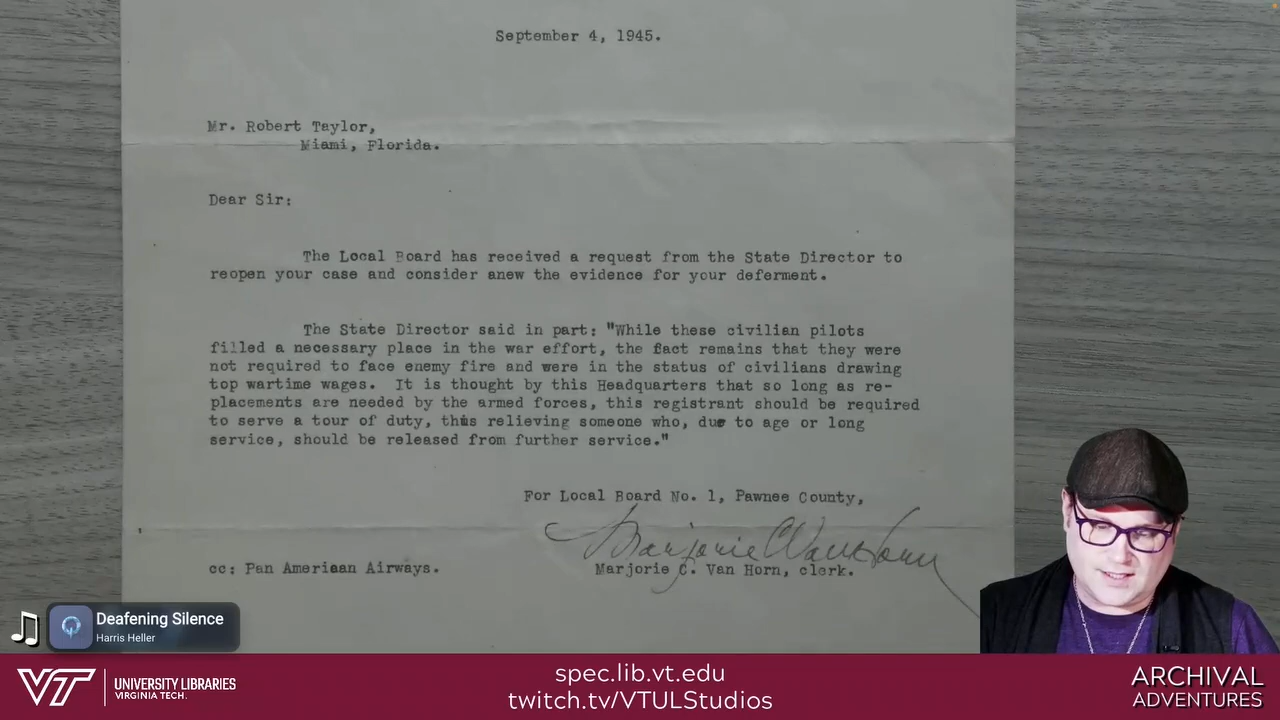 September 4, 1945.
Mr. Robert Taylor,
Miami, Florida.
Dear Sir:
The Local Board has received a request from the State Director to
reopen your case and consider anew the evidence for your deferment.
The State Director said in part: "While these civilian pilots
filled a necessary place in the war effort, the fact remains that they were
not required to face enemy fire and were in the status of civilians drawing
top wartime wages. It is thought by this Headquarters that so long as re-
placements are needed by the armed forces, this registrant should be required
to serve a tour of duty, thus relieving someone who, due to age or long
service, should be released from further service."
For Local Board No. 1, Pawnee County,
Marjorie C Van Horn
cc: Pan American Airways.
Marjorie C. Van Horn, clerk.
Deafening Silence
Harris Heller
VT UNIVERSITY LIBRARIES
VIRGINIA TECH.
spec.lib.vt.edu
twitch.tv/VTULStudios
ARCHIVAL
ADVENTURES